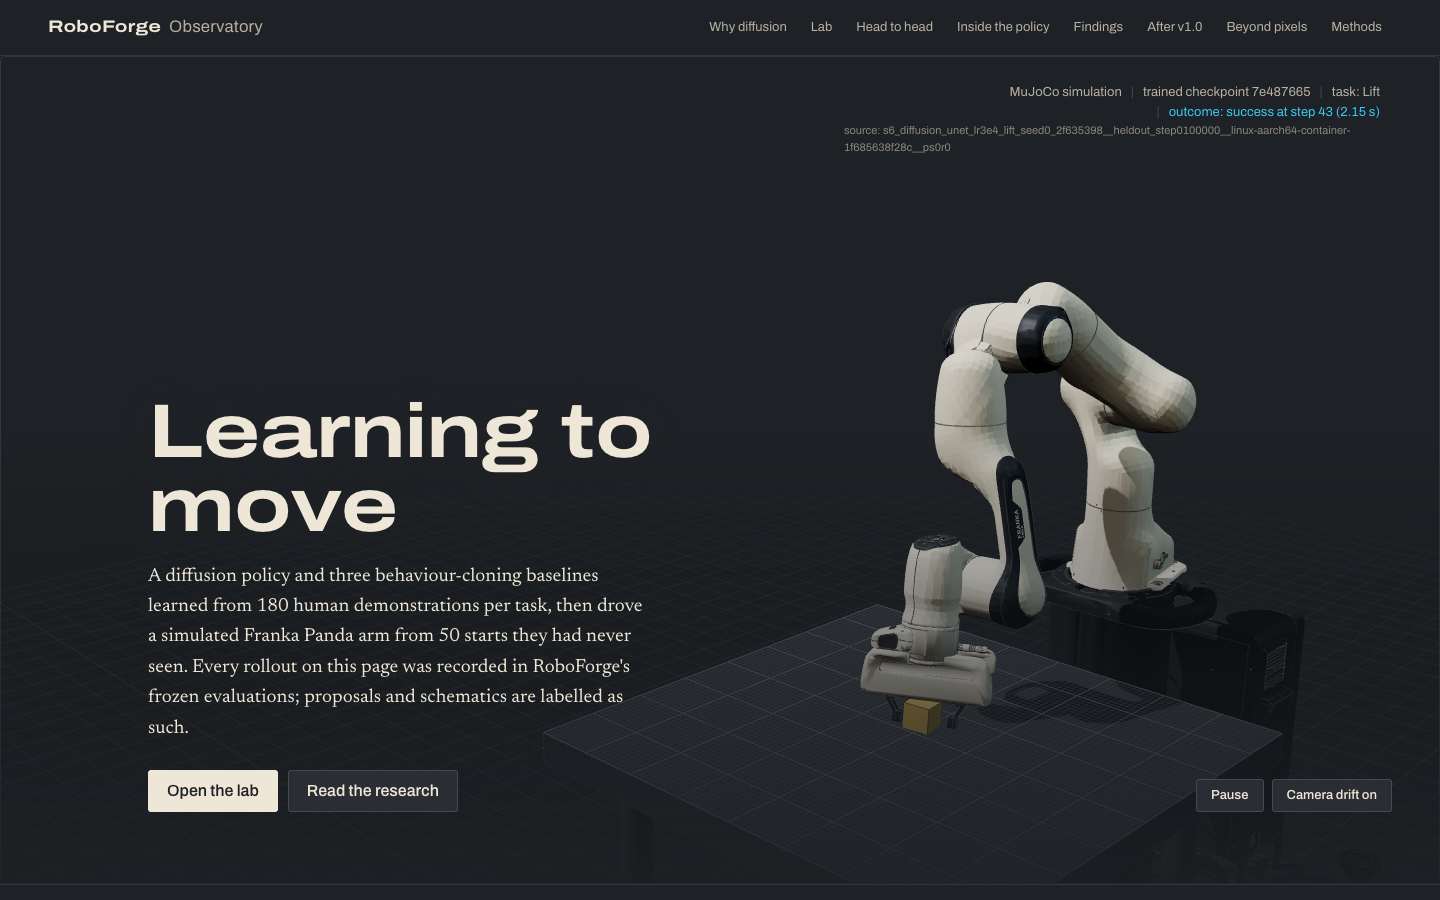 RoboForge Observatory
Why diffusion Lab Head to head Inside the policy Findings After v1.0 Beyond pixels Methods
MuJoCo simulation | trained checkpoint 7e487665 | task: Lift
| outcome: success at step 43 (2.15 s)
source: s6_diffusion_unet_lr3e4_lift_seed0_2f635398__heldout_step0100000__linux-aarch64-container-
1f685638f28c__ps0r0
FRANKA
Learning to
move
A diffusion policy and three behaviour-cloning baselines
learned from 180 human demonstrations per task, then drove
a simulated Franka Panda arm from 50 starts they had never
seen. Every rollout on this page was recorded in RoboForge's
frozen evaluations; proposals and schematics are labelled as
such.
Open the lab Read the research
Pause Camera drift on